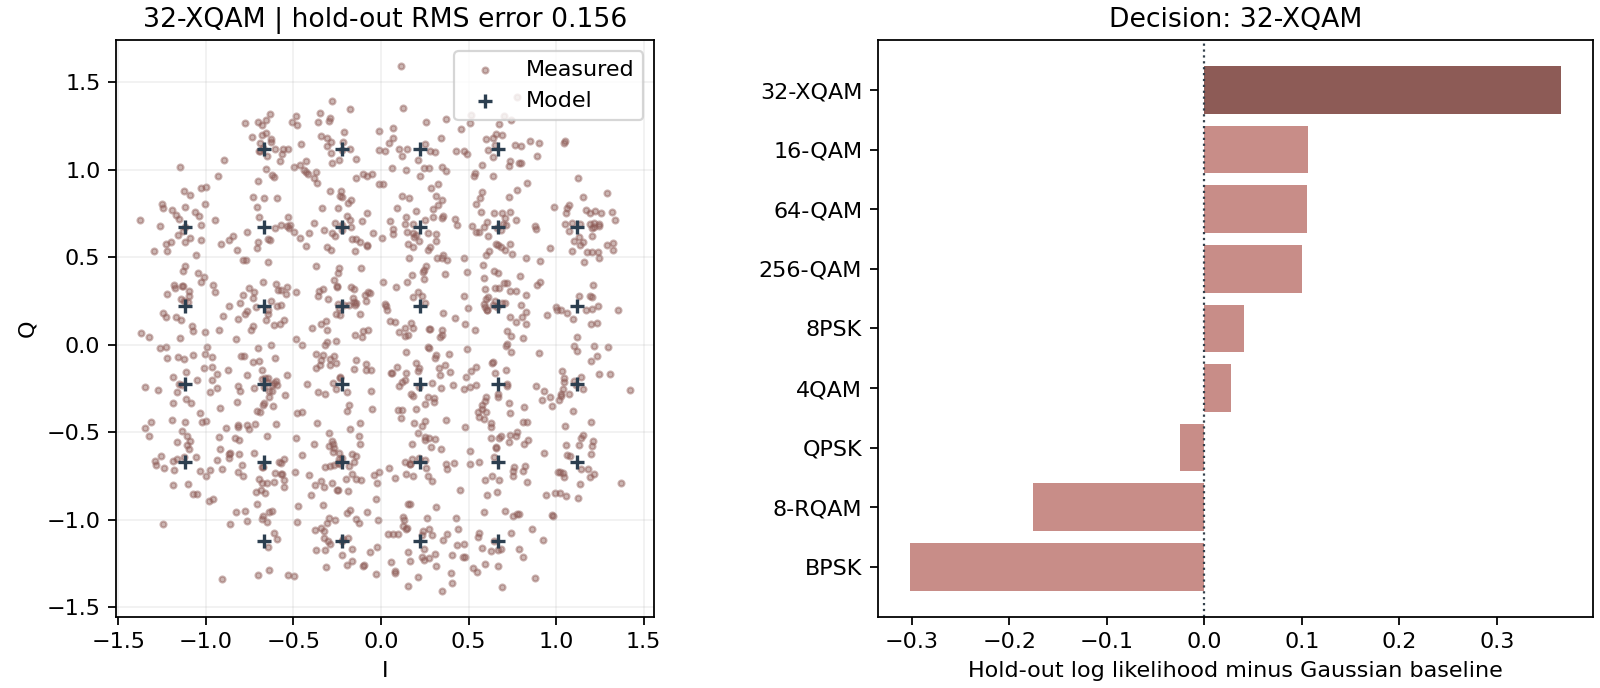 32-XQAM | hold-out RMS error 0.156
Measured
Model
1.5
1.0
0.5
0.0
−0.5
−1.0
−1.5
Q
−1.5 −1.0 −0.5 0.0 0.5 1.0 1.5
I
Decision: 32-XQAM
32-XQAM
16-QAM
64-QAM
256-QAM
8PSK
4QAM
QPSK
8-RQAM
BPSK
−0.3 −0.2 −0.1 0.0 0.1 0.2 0.3
Hold-out log likelihood minus Gaussian baseline